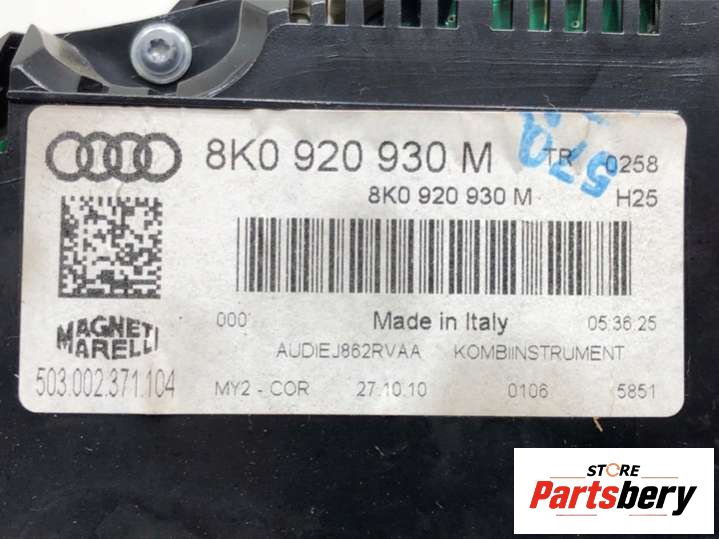 8K0 920 930 M TR 0258
8K0 920 930 M H25
000 Made in Italy 05:36:25
MAGNETI MARELLI
AUDIEJ862RVAA KOMBIINSTRUMENT
503.002.371.104
MY2 - COR 27.10.10 0106 5851
57A
STORE
Partsbery